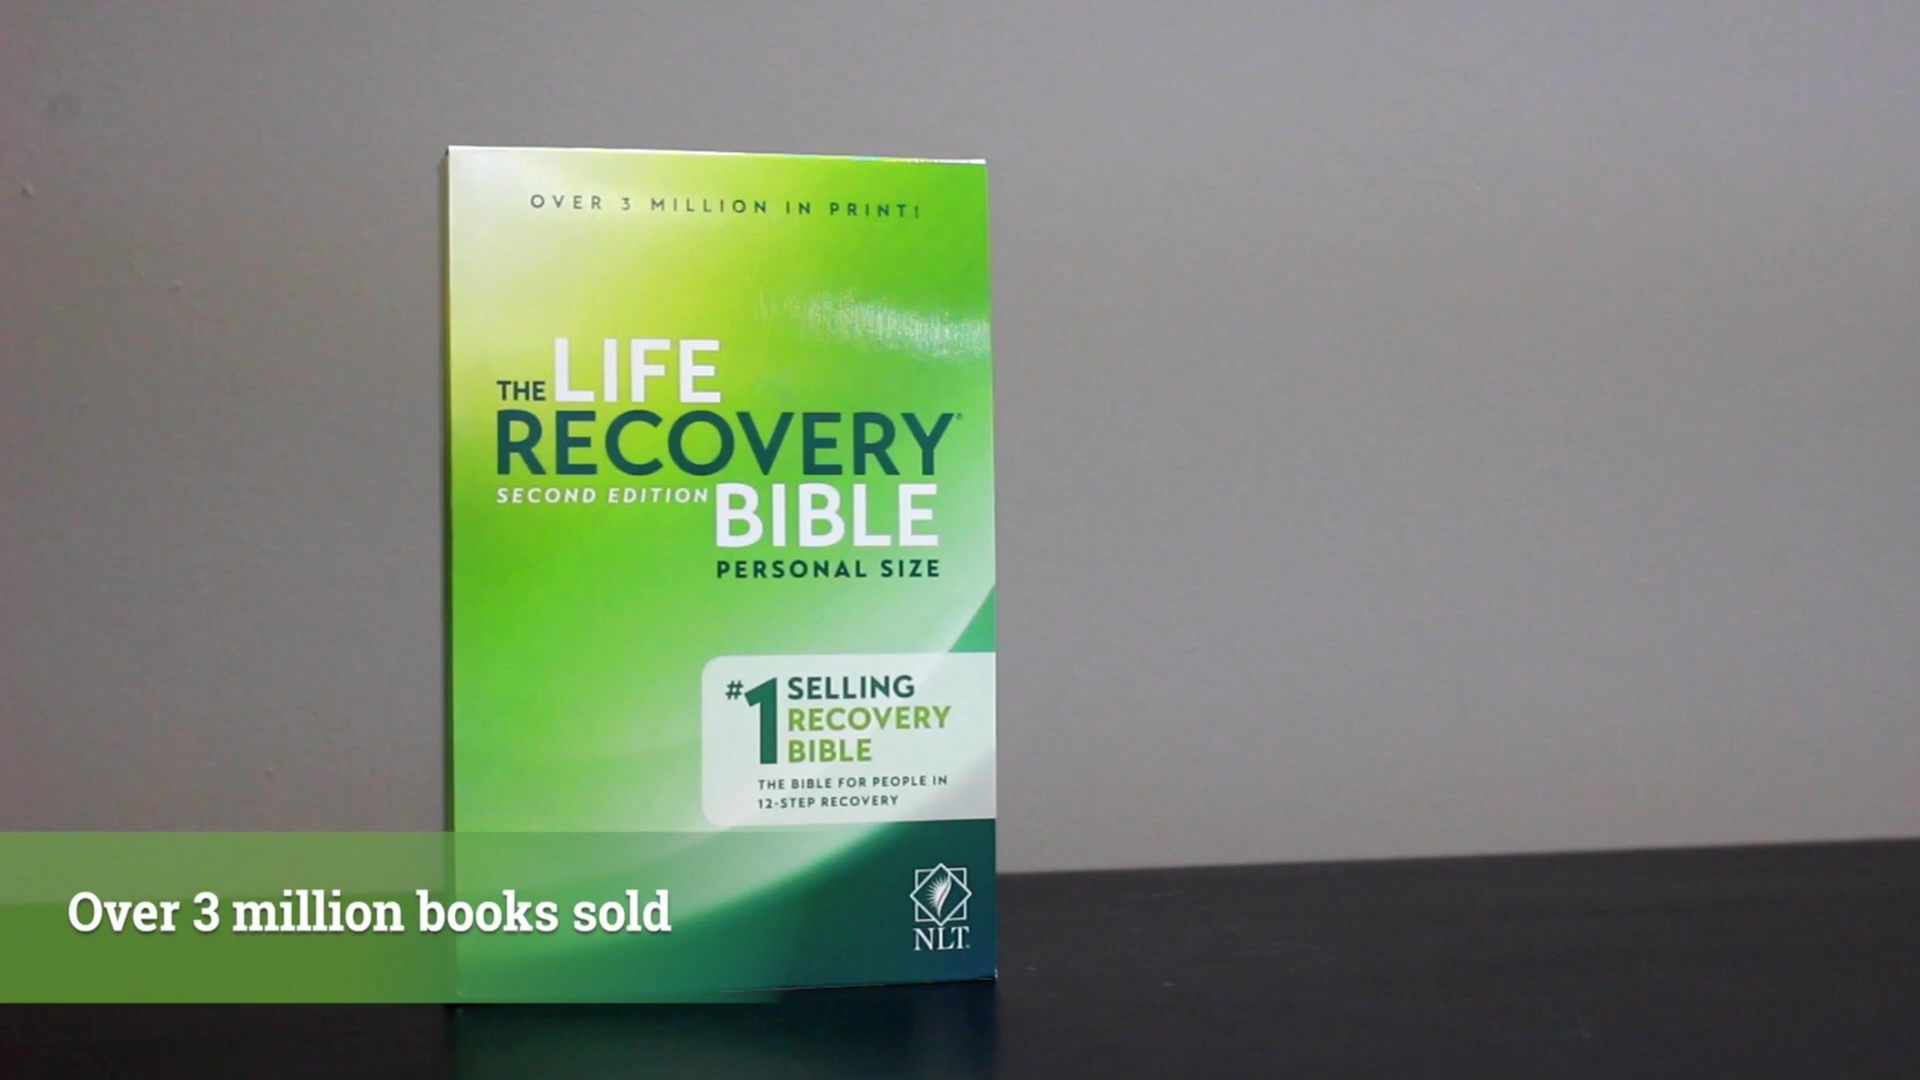 OVER 3 MILLION IN PRINT!
THE LIFE
RECOVERY®
SECOND EDITION BIBLE
PERSONAL SIZE
#1 SELLING
RECOVERY
BIBLE
THE BIBLE FOR PEOPLE IN
12-STEP RECOVERY
NLT
Over 3 million books sold